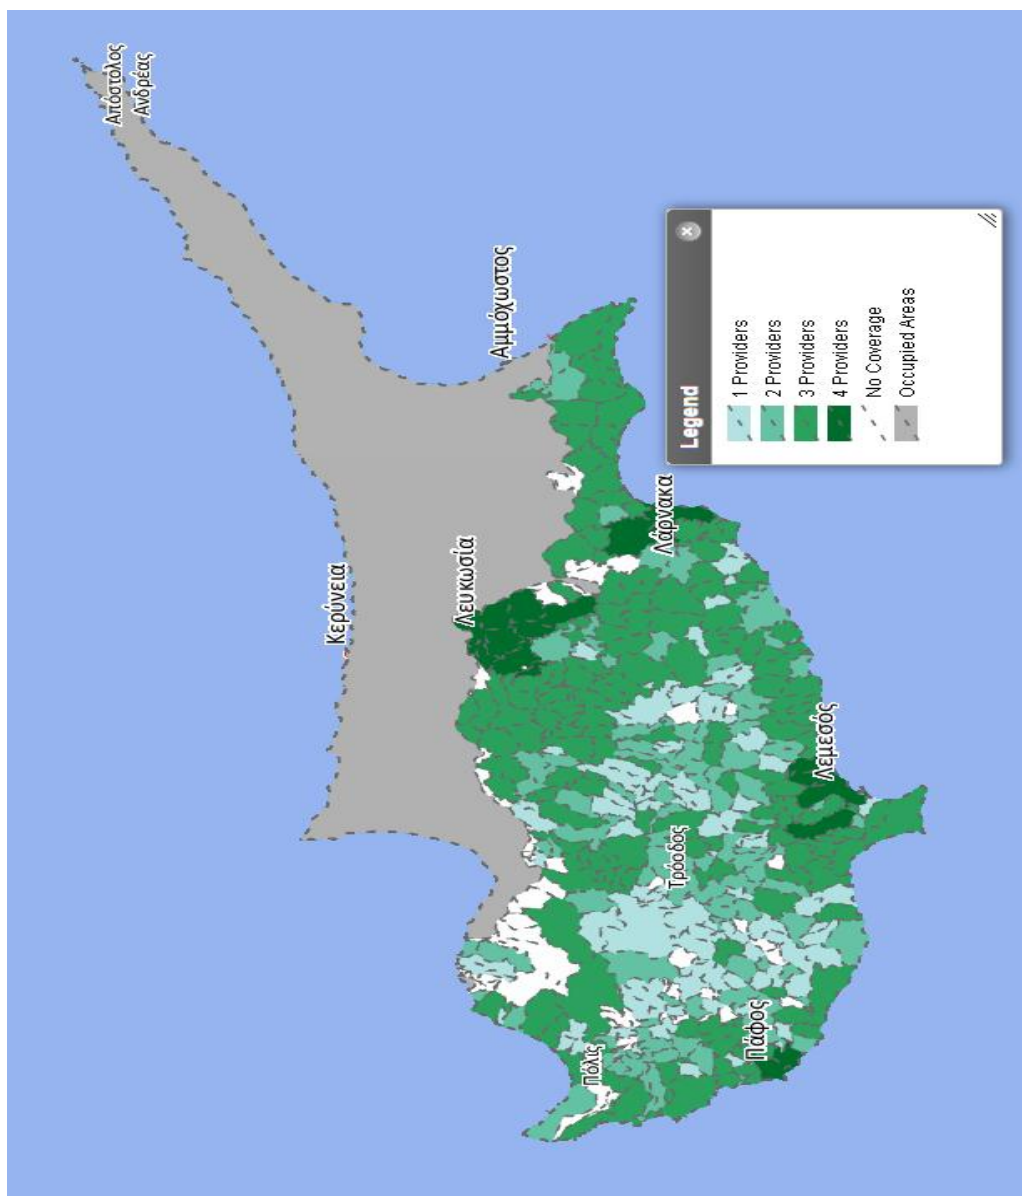 Απόστολος
Ανδρέας
Κερύνεια
Αμμόχωστος
Λευκωσία
Λάρνακα
Λεμεσός
Τρόοδος
Πάφος
Πόλις
Legend
1 Providers
2 Providers
3 Providers
4 Providers
No Coverage
Occupied Areas